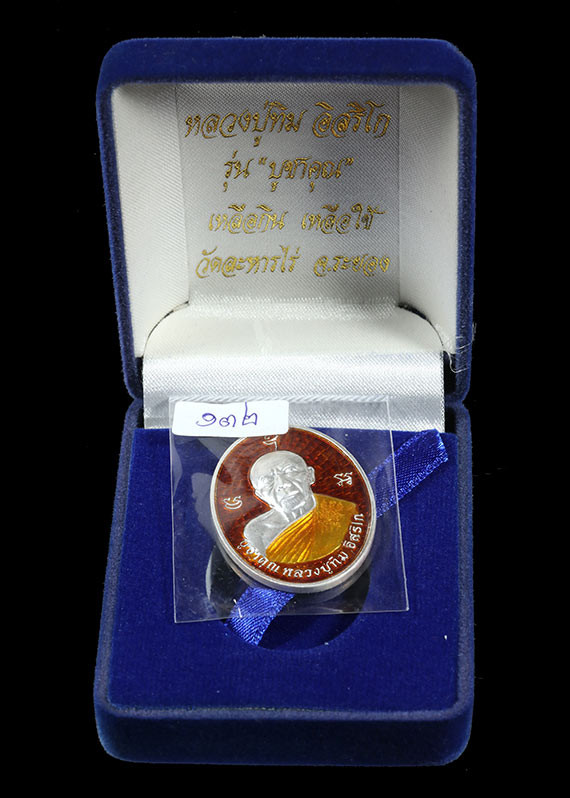 หลวงปู่ทิม อิสริโก
รุ่น "บูชาคุณ"
เหลือกิน เหลือใช้
วัดละหารไร่ จ.ระยอง
๑๓๒
บูชาคุณ หลวงปู่ทิม อิสริโก